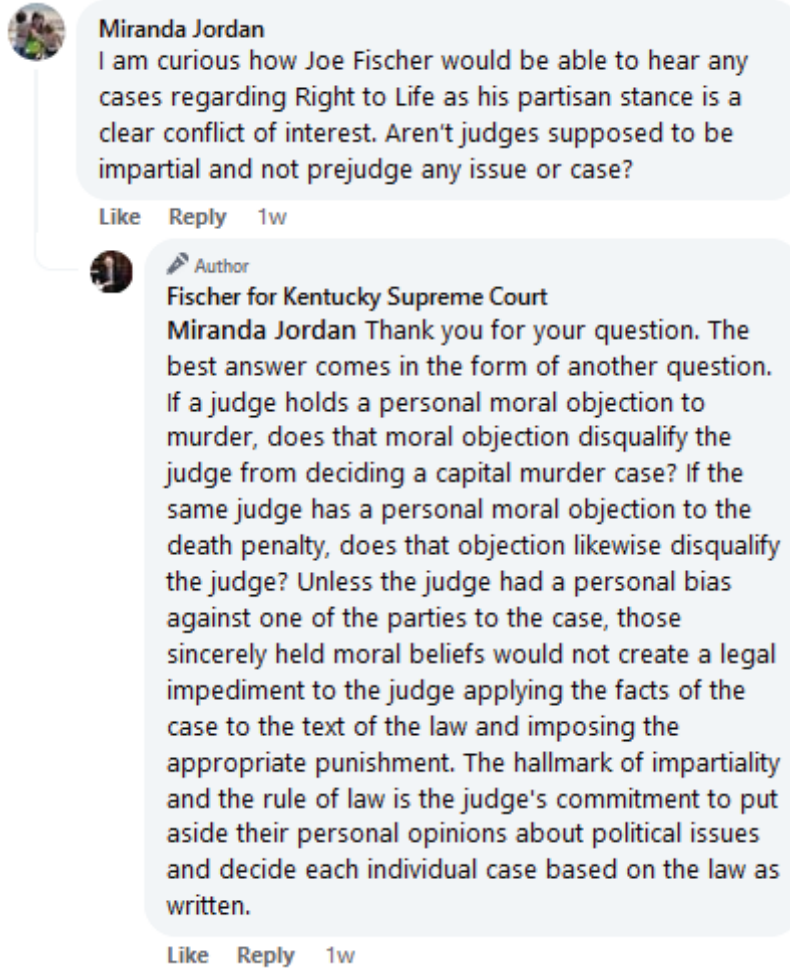 Miranda Jordan
I am curious how Joe Fischer would be able to hear any
cases regarding Right to Life as his partisan stance is a
clear conflict of interest. Aren't judges supposed to be
impartial and not prejudge any issue or case?
Like Reply 1w
Author
Fischer for Kentucky Supreme Court
Miranda Jordan Thank you for your question. The
best answer comes in the form of another question.
If a judge holds a personal moral objection to
murder, does that moral objection disqualify the
judge from deciding a capital murder case? If the
same judge has a personal moral objection to the
death penalty, does that objection likewise disqualify
the judge? Unless the judge had a personal bias
against one of the parties to the case, those
sincerely held moral beliefs would not create a legal
impediment to the judge applying the facts of the
case to the text of the law and imposing the
appropriate punishment. The hallmark of impartiality
and the rule of law is the judge's commitment to put
aside their personal opinions about political issues
and decide each individual case based on the law as
written.
Like Reply 1w